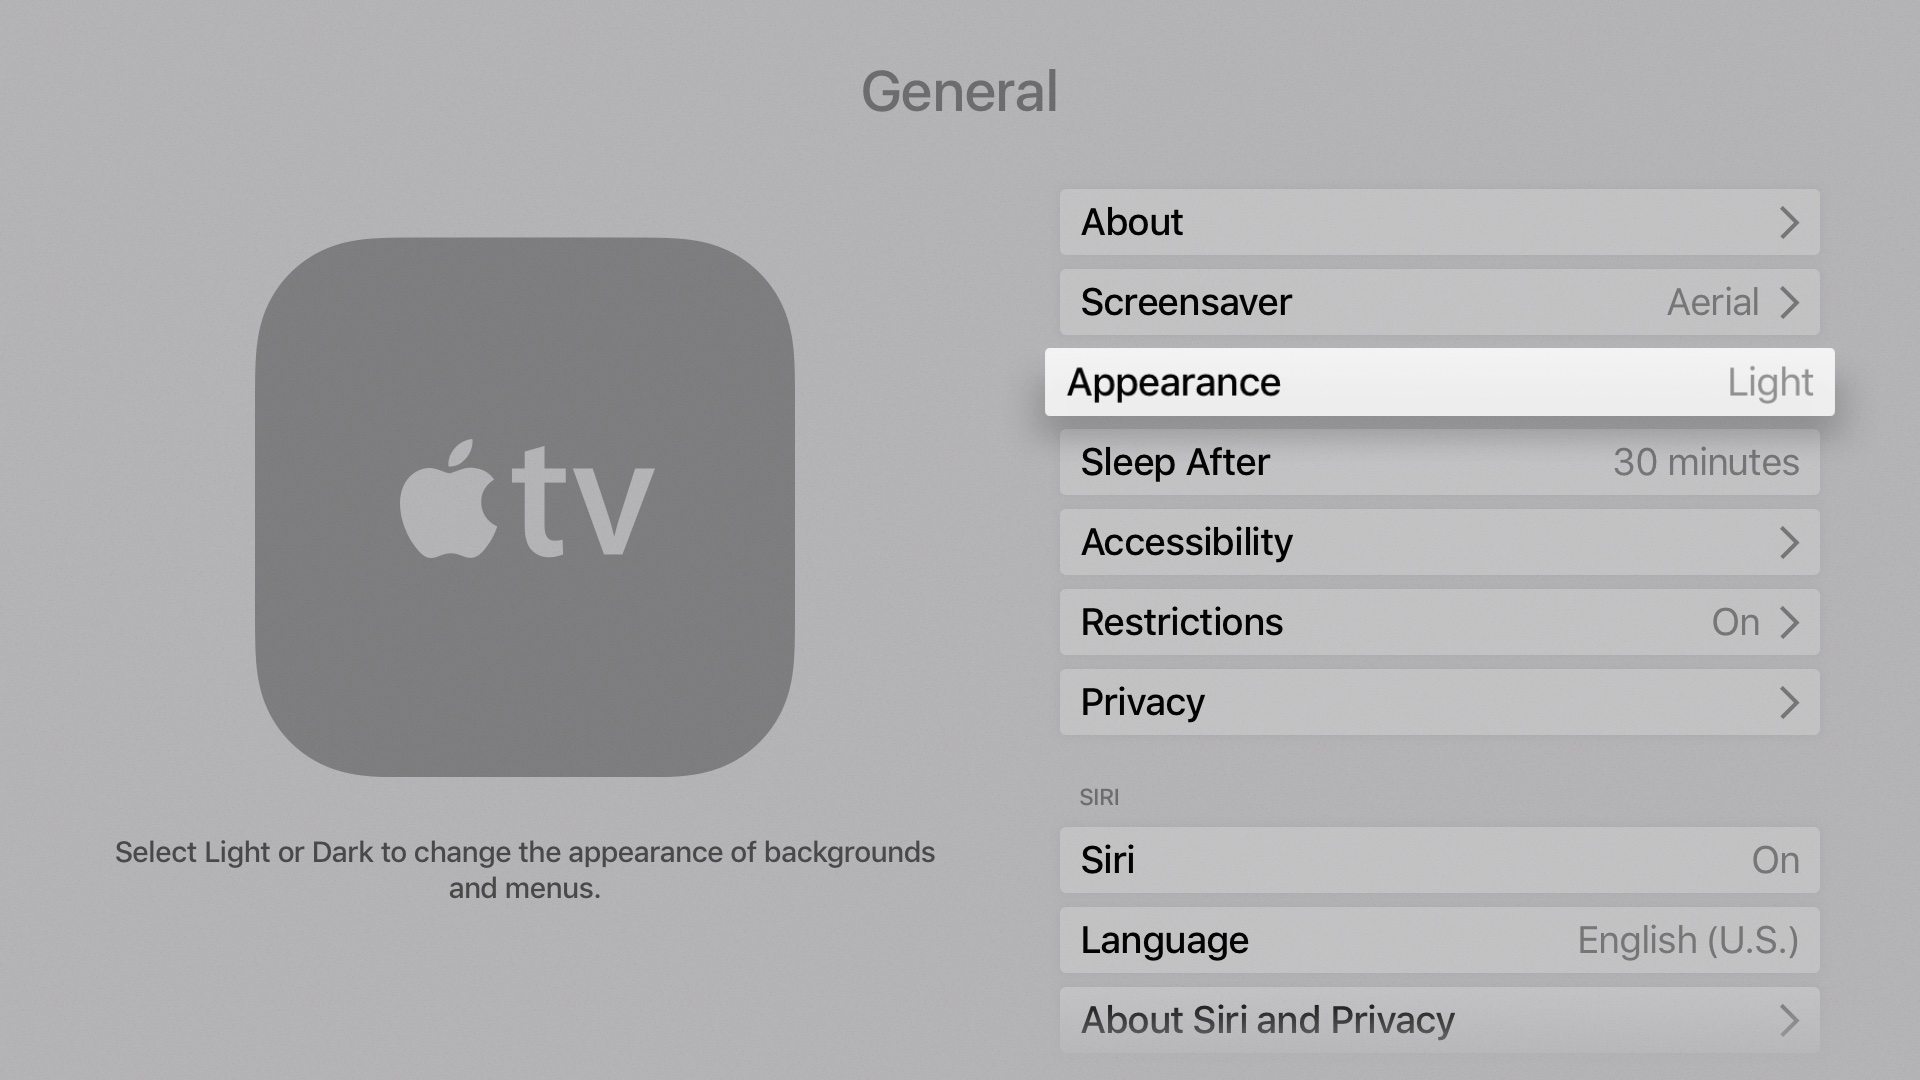 General
tv
Select Light or Dark to change the appearance of backgrounds
and menus.
About
Screensaver Aerial
Appearance Light
Sleep After 30 minutes
Accessibility
Restrictions On
Privacy
SIRI
Siri On
Language English (U.S.)
About Siri and Privacy